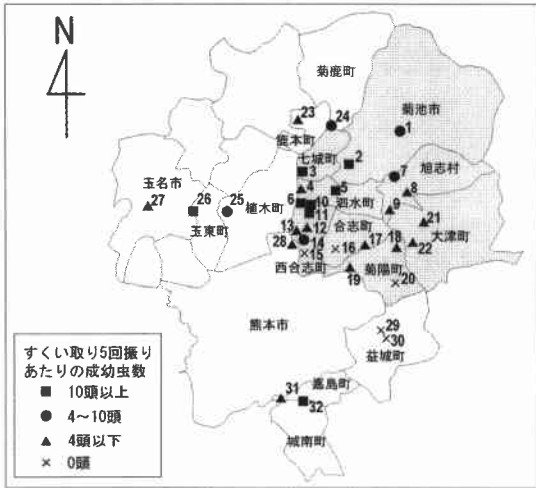 N
菊鹿町
23
24
菊池市
1
鹿本町
七城町
2
3
旭志村
7
玉名市
4
5
8
27
26
25
植木町
6
10
泗水町
9
11
玉東町
合志町
21
大津町
13
12
28
14
16
17
18
22
15
西合志町
菊陽町
19
20
熊本市
29
30
益城町
すくい取り5回振り
あたりの成幼虫数
■ 10頭以上
● 4～10頭
▲ 4頭以下
× 0頭
31
嘉島町
32
城南町